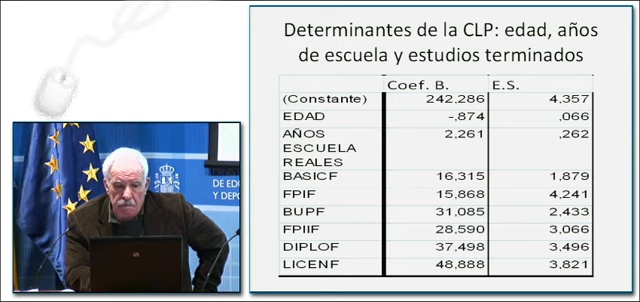 Determinantes de la CLP: edad, años
de escuela y estudios terminados
Coef. B. E.S.
(Constante) 242,286 4,357
EDAD -,874 ,066
AÑOS 2,261 ,262
ESCUELA
REALES
BASICF 16,315 1,879
FPIF 15,868 4,241
BUPF 31,085 2,433
FPIIF 28,590 3,066
DIPLOF 37,498 3,496
LICENF 48,888 3,821
DE EDU
Y DEPO